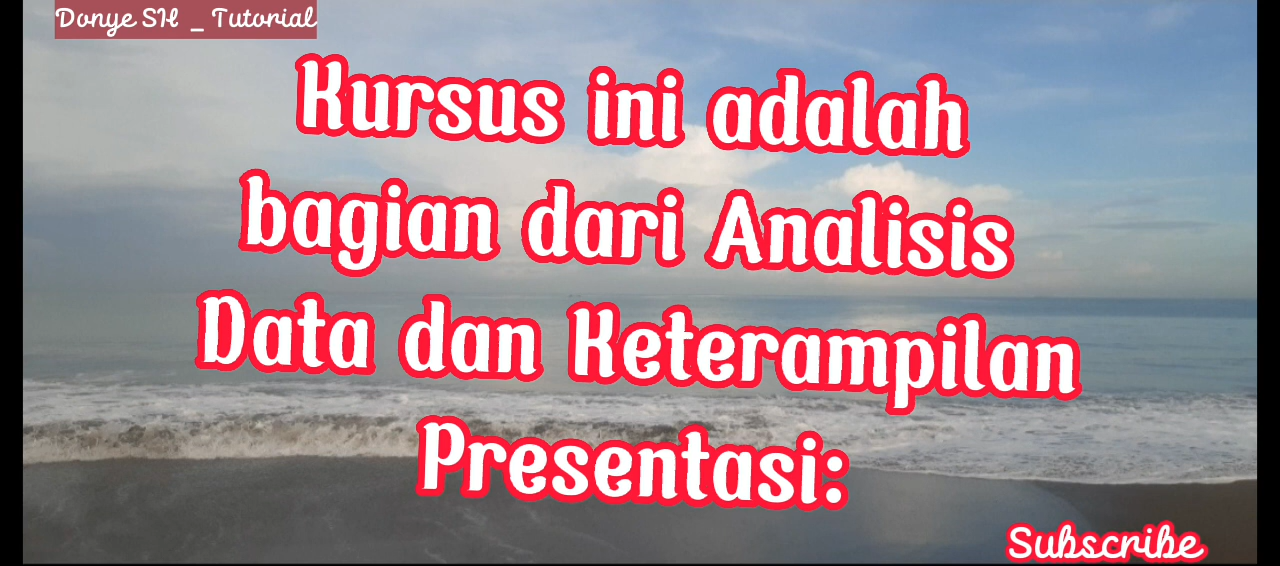 Donye SH _ Tutorial
Kursus ini adalah
bagian dari Analisis
Data dan Keterampilan
Presentasi:
Subscribe